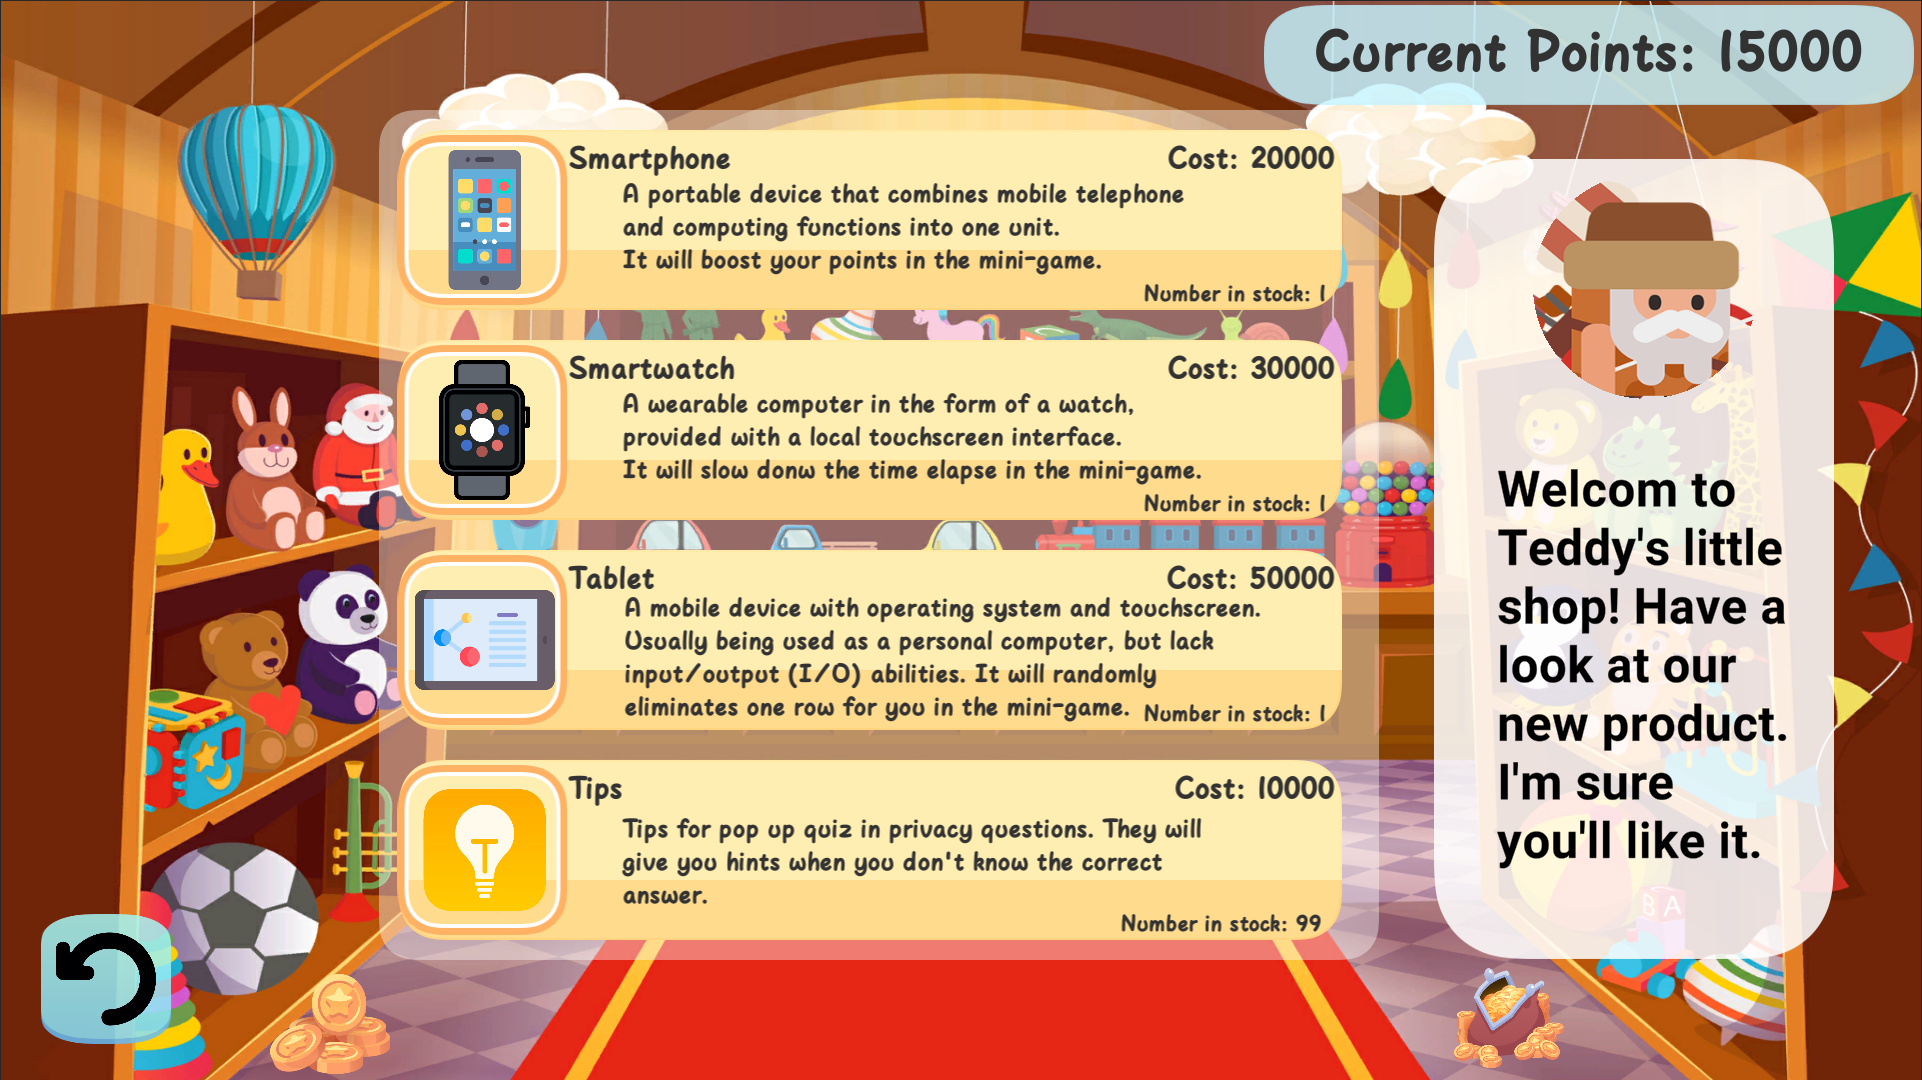 Current Points: 15000
Smartphone
Cost: 20000
A portable device that combines mobile telephone
and computing functions into one unit.
It will boost your points in the mini-game.
Number in stock: 1
Smartwatch
Cost: 30000
A wearable computer in the form of a watch,
provided with a local touchscreen interface.
It will slow donw the time elapse in the mini-game.
Number in stock: 1
Tablet
Cost: 50000
A mobile device with operating system and touchscreen.
Usually being used as a personal computer, but lack
input/output (I/O) abilities. It will randomly
eliminates one row for you in the mini-game.
Number in stock: 1
Tips
Cost: 10000
Tips for pop up quiz in privacy questions. They will
give you hints when you don't know the correct
answer.
Number in stock: 99
Welcom to
Teddy's little
shop! Have a
look at our
new product.
I'm sure
you'll like it.
B A